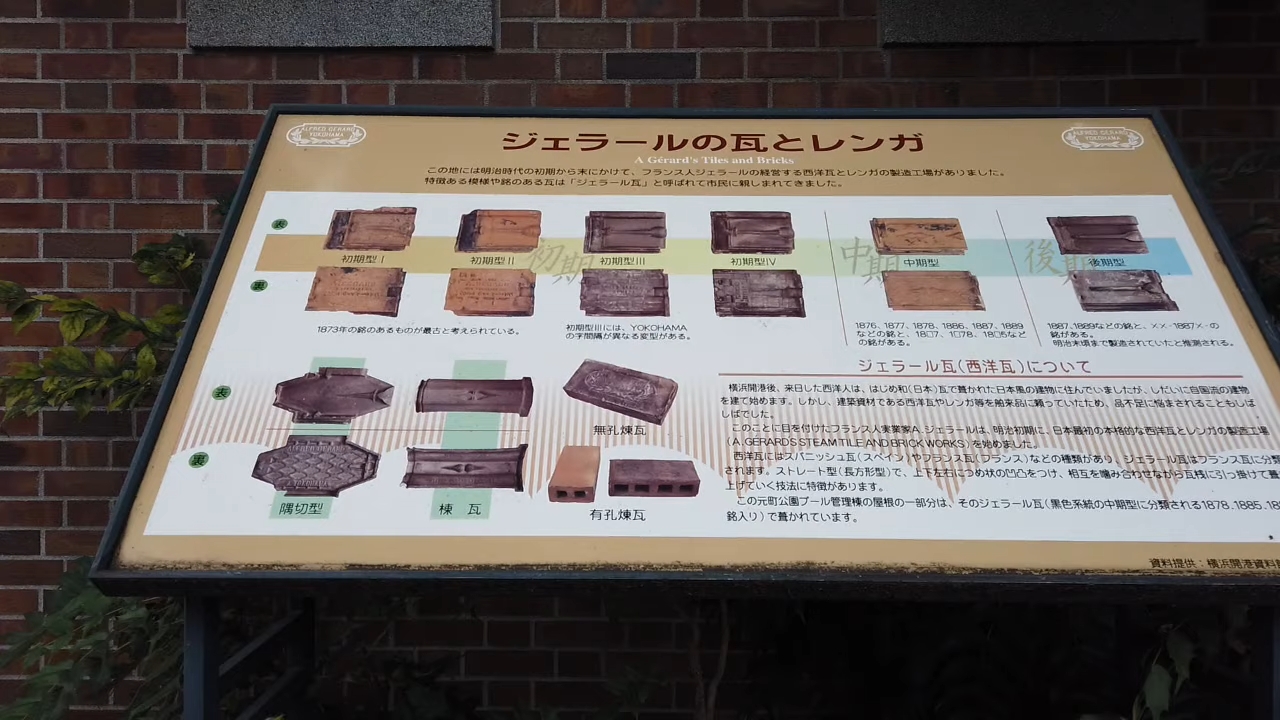 ALFRED GERARD
YOKOHAMA
ジェラールの瓦とレンガ
A Gérard's Tiles and Bricks
ALFRED GERARD
YOKOHAMA
この地には明治時代の初期から末にかけて、フランス人ジェラールの経営する西洋瓦とレンガの製造工場がありました。
特徴ある模様や銘のある瓦は「ジェラール瓦」と呼ばれて市民に親しまれてきました。
表
初期
中期
後期
初期型Ⅰ
初期型Ⅱ
初期型Ⅲ
初期型Ⅳ
中期型
後期型
裏
1873年の銘のあるものが最古と考えられている。
初期型Ⅲには、YOKOHAMA
の字間隔が異なる変型がある。
1876、1877、1878、1886、1887、1889
などの銘と、18□7、1□78、18□5など
の銘がある。
1887、1889などの銘と、××-1887×-の
銘がある。
明治末頃まで製造されていたと推測される。
表
裏
隅切型
棟瓦
無孔煉瓦
有孔煉瓦
ジェラール瓦(西洋瓦)について
横浜開港後、来日した西洋人は、はじめ和(日本)瓦で葺かれた日本風の建物に住んでいましたが、しだいに自国流の建物
を建て始めます。しかし、建築資材である西洋瓦やレンガ等を舶来品に頼っていたため、品不足に悩まされることもしば
しばでした。
このことに目を付けたフランス人実業家A.ジェラールは、明治初期に、日本最初の本格的な西洋瓦とレンガの製造工場
(A.GERARD'S STEAM TILE AND BRICK WORKS)を始めました。
西洋瓦にはスパニッシュ瓦(スペイン)やフランス瓦(フランス)などの種類があり、ジェラール瓦はフランス瓦に分類
されます。ストレート型(長方形型)で、上下左右につめ状の凹凸をつけ、相互を噛み合わせながら瓦桟に引っ掛けて葺
上げていく技法に特徴があります。
この元町公園プール管理棟の屋根の一部分は、そのジェラール瓦(黒色系統の中期型に分類される1878、1885、18
銘入り)で葺かれています。
資料提供:横浜開港資料